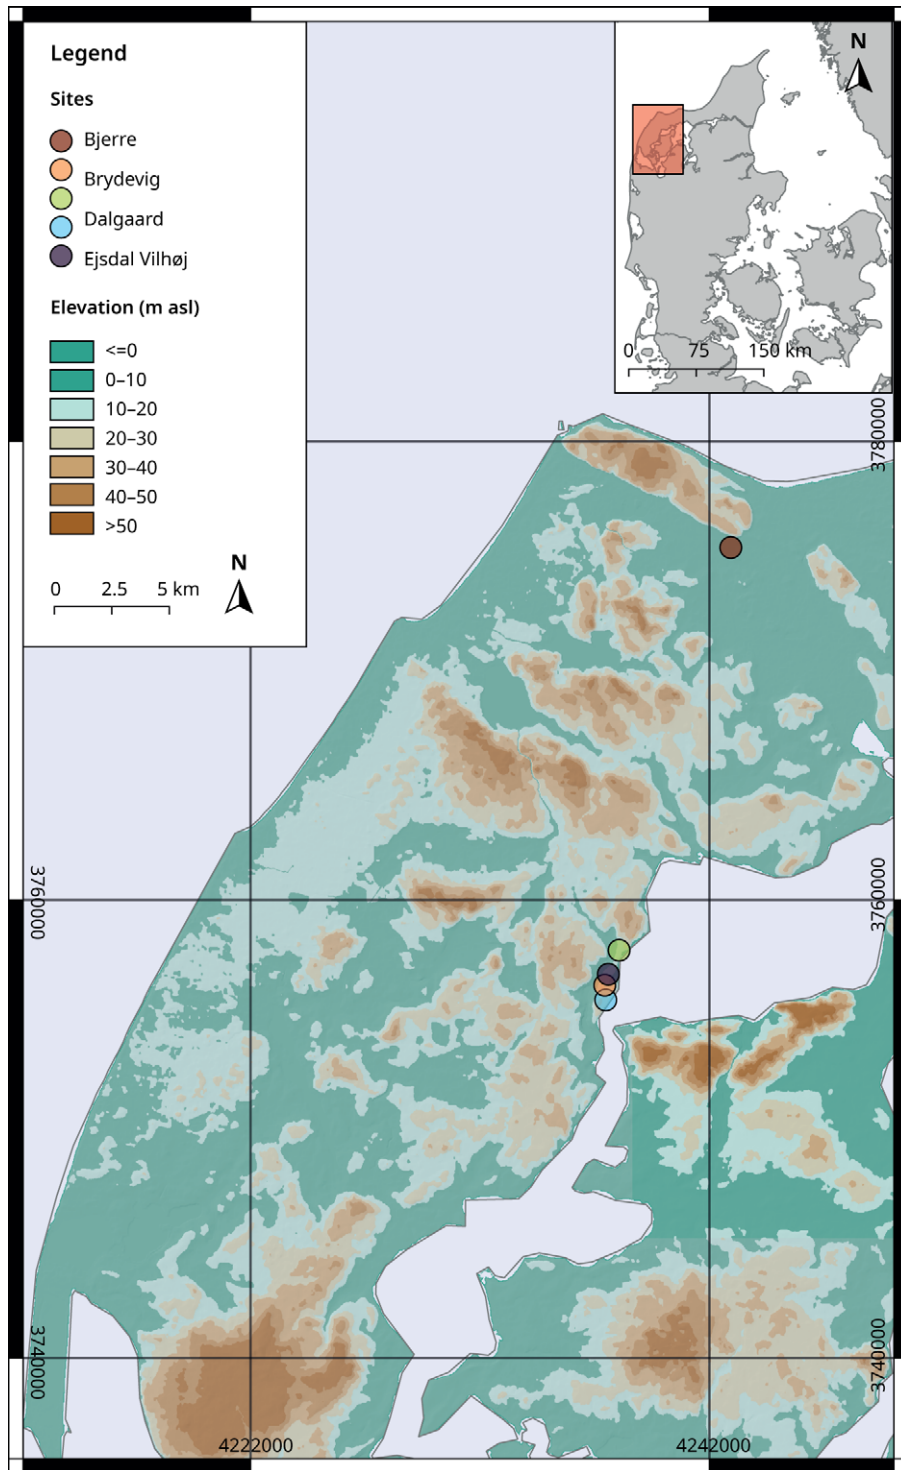 Legend
Sites
Bjerre
Brydevig
Dalgaard
Ejsdal Vilhøj
Elevation (m asl)
<=0
0–10
10–20
20–30
30–40
40–50
>50
N
0 2.5 5 km
N
0 75 150 km
3780000
3760000
3760000
3740000
3740000
4222000
4242000